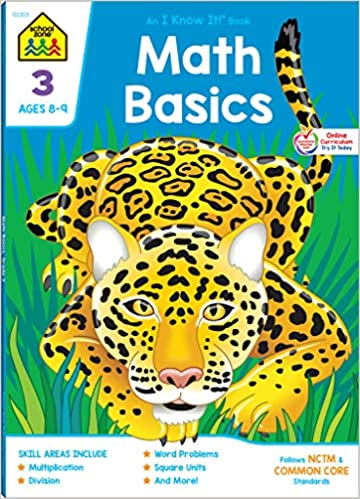 school
zone
An I Know It!® Book
3
AGES 8-9
Math
Basics
Online
Curriculum
Try It Today
SKILL AREAS INCLUDE
★ Multiplication
★ Division
★ Word Problems
★ Square Units
★ And More!
Follows NCTM &
COMMON CORE
Standards